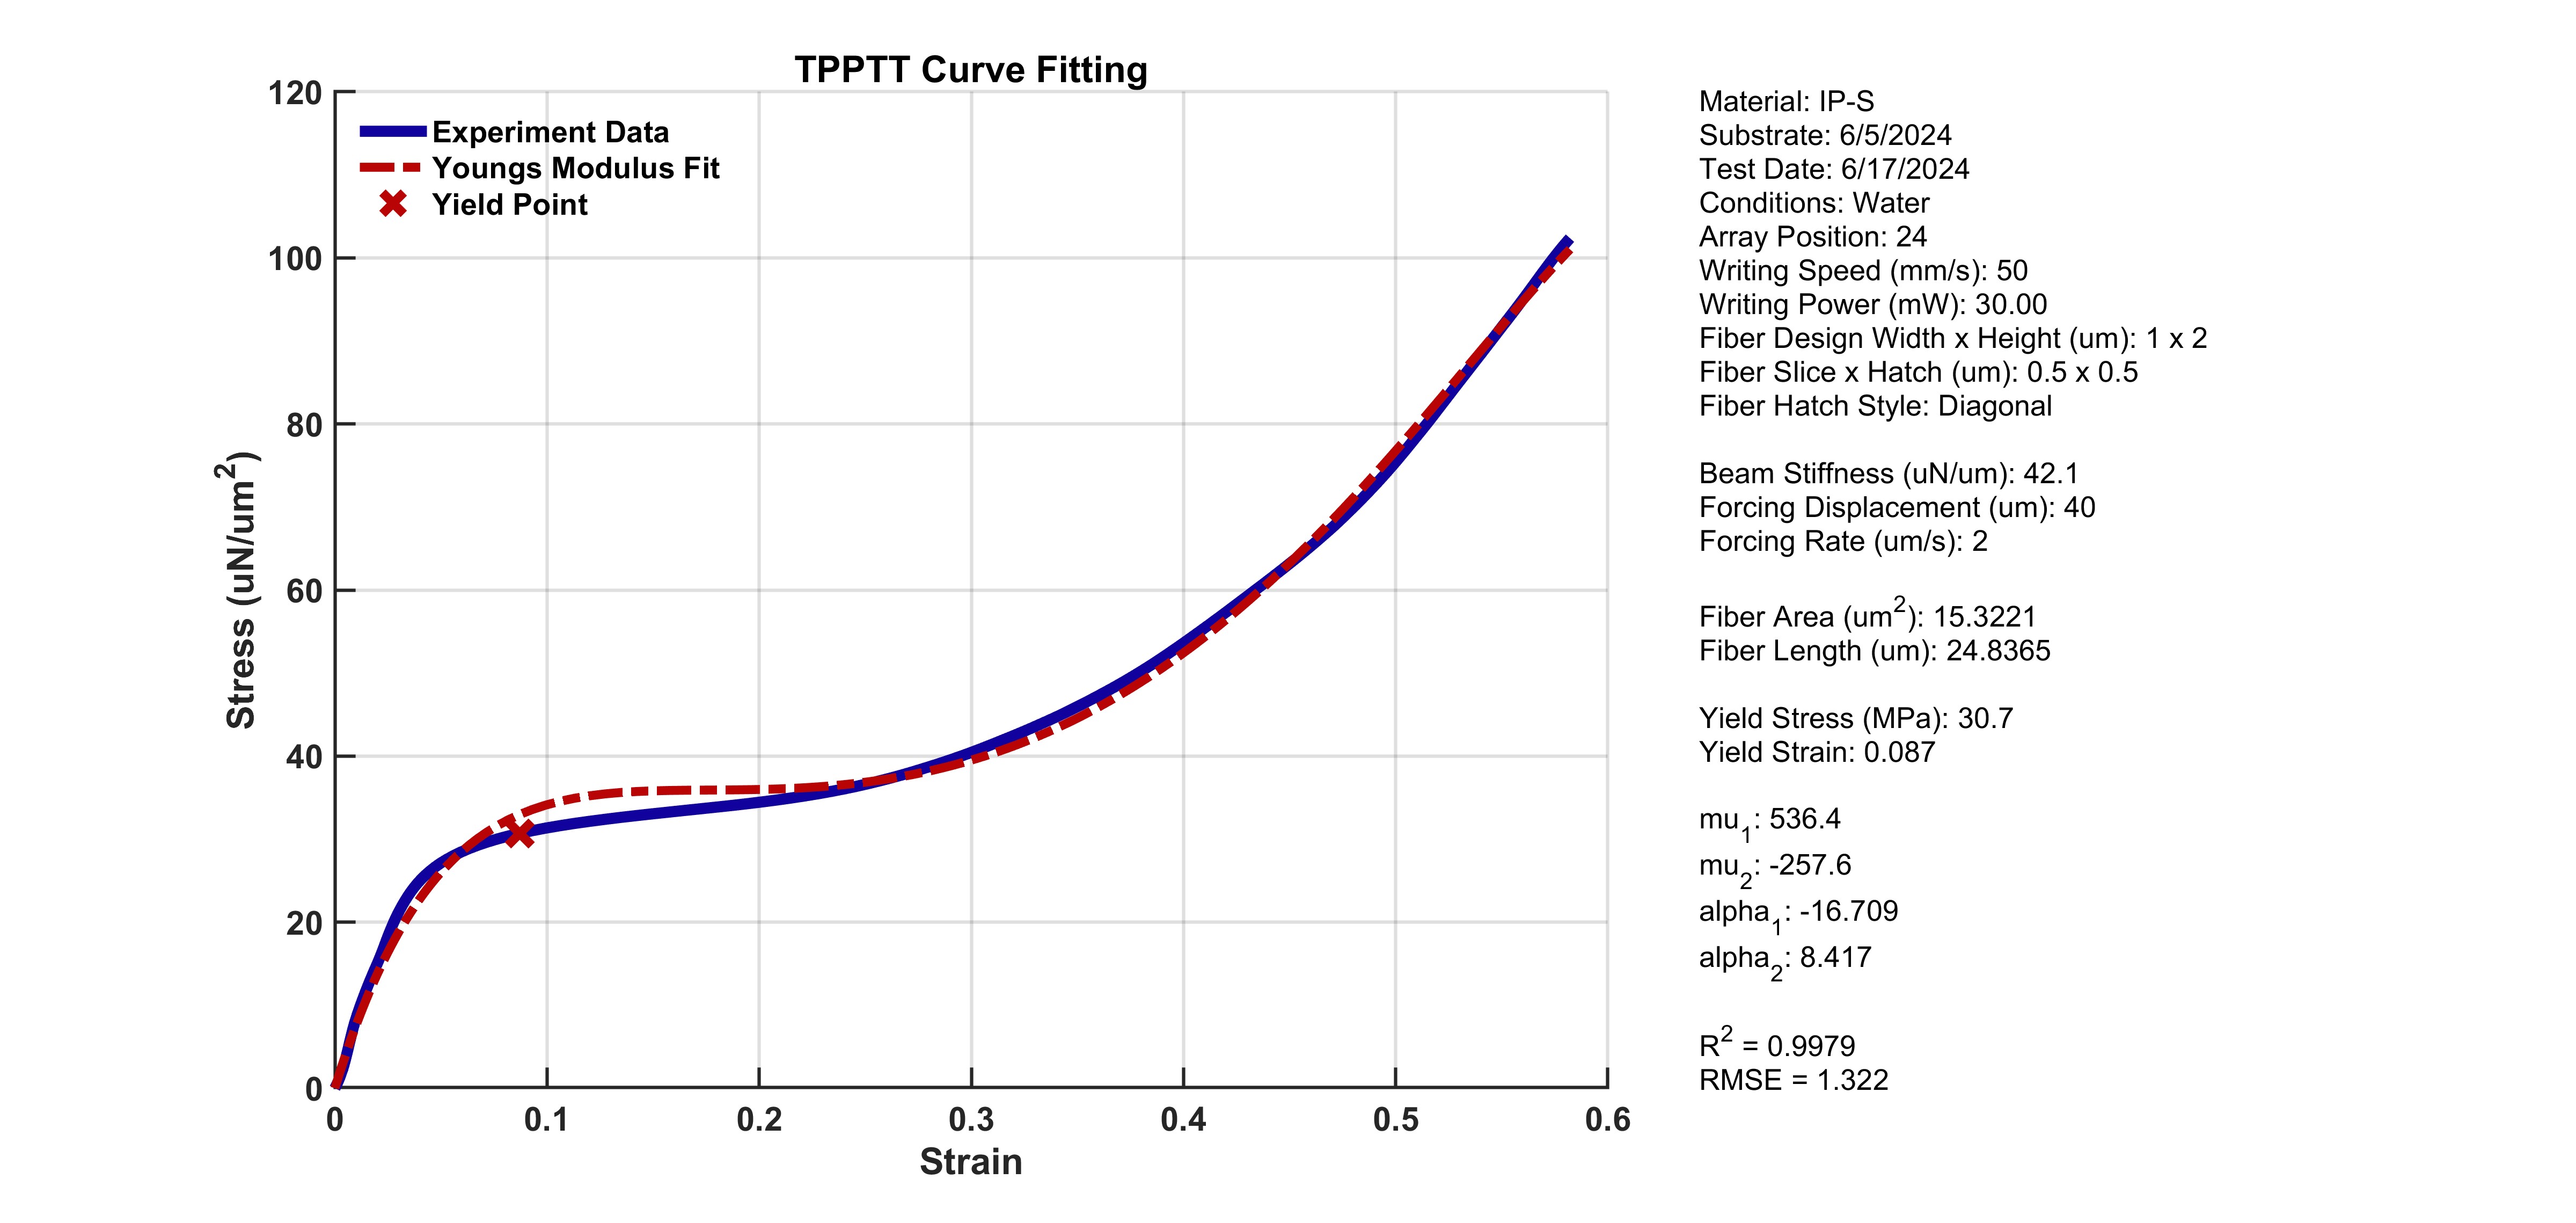 TPPTT Curve Fitting
120
100
80
60
40
20
0
Stress (uN/um²)
Experiment Data
Youngs Modulus Fit
Yield Point
0 0.1 0.2 0.3 0.4 0.5 0.6
Strain
Material: IP-S
Substrate: 6/5/2024
Test Date: 6/17/2024
Conditions: Water
Array Position: 24
Writing Speed (mm/s): 50
Writing Power (mW): 30.00
Fiber Design Width x Height (um): 1 x 2
Fiber Slice x Hatch (um): 0.5 x 0.5
Fiber Hatch Style: Diagonal
Beam Stiffness (uN/um): 42.1
Forcing Displacement (um): 40
Forcing Rate (um/s): 2
Fiber Area (um²): 15.3221
Fiber Length (um): 24.8365
Yield Stress (MPa): 30.7
Yield Strain: 0.087
mu₁: 536.4
mu₂: -257.6
alpha₁: -16.709
alpha₂: 8.417
R² = 0.9979
RMSE = 1.322